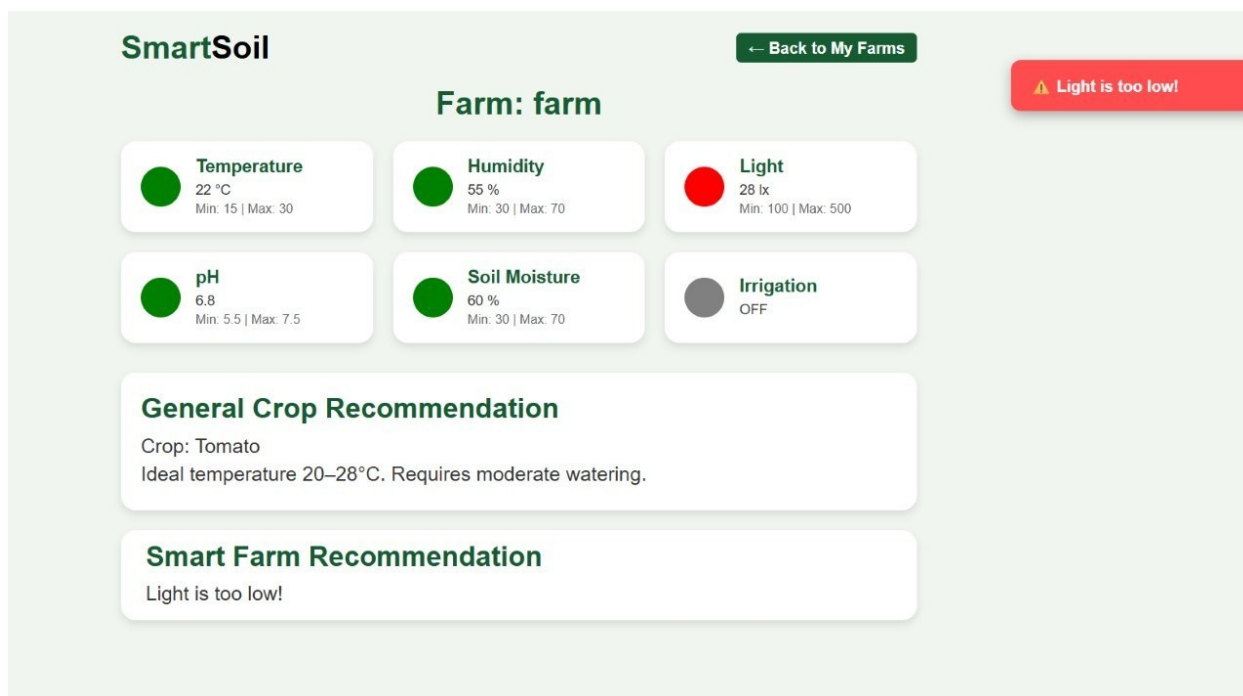 SmartSoil
← Back to My Farms
⚠ Light is too low!
Farm: farm
Temperature
22 °C
Min: 15 | Max: 30
Humidity
55 %
Min: 30 | Max: 70
Light
28 lx
Min: 100 | Max: 500
pH
6.8
Min: 5.5 | Max: 7.5
Soil Moisture
60 %
Min: 30 | Max: 70
Irrigation
OFF
General Crop Recommendation
Crop: Tomato
Ideal temperature 20–28°C. Requires moderate watering.
Smart Farm Recommendation
Light is too low!